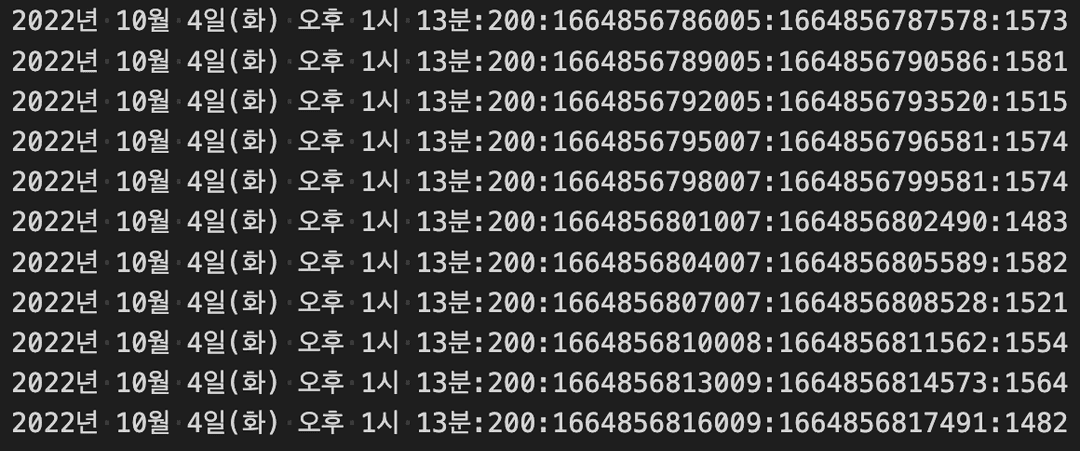 2022년 10월 4일(화) 오후 1시 13분:200:1664856786005:1664856787578:1573
2022년 10월 4일(화) 오후 1시 13분:200:1664856789005:1664856790586:1581
2022년 10월 4일(화) 오후 1시 13분:200:1664856792005:1664856793520:1515
2022년 10월 4일(화) 오후 1시 13분:200:1664856795007:1664856796581:1574
2022년 10월 4일(화) 오후 1시 13분:200:1664856798007:1664856799581:1574
2022년 10월 4일(화) 오후 1시 13분:200:1664856801007:1664856802490:1483
2022년 10월 4일(화) 오후 1시 13분:200:1664856804007:1664856805589:1582
2022년 10월 4일(화) 오후 1시 13분:200:1664856807007:1664856808528:1521
2022년 10월 4일(화) 오후 1시 13분:200:1664856810008:1664856811562:1554
2022년 10월 4일(화) 오후 1시 13분:200:1664856813009:1664856814573:1564
2022년 10월 4일(화) 오후 1시 13분:200:1664856816009:1664856817491:1482